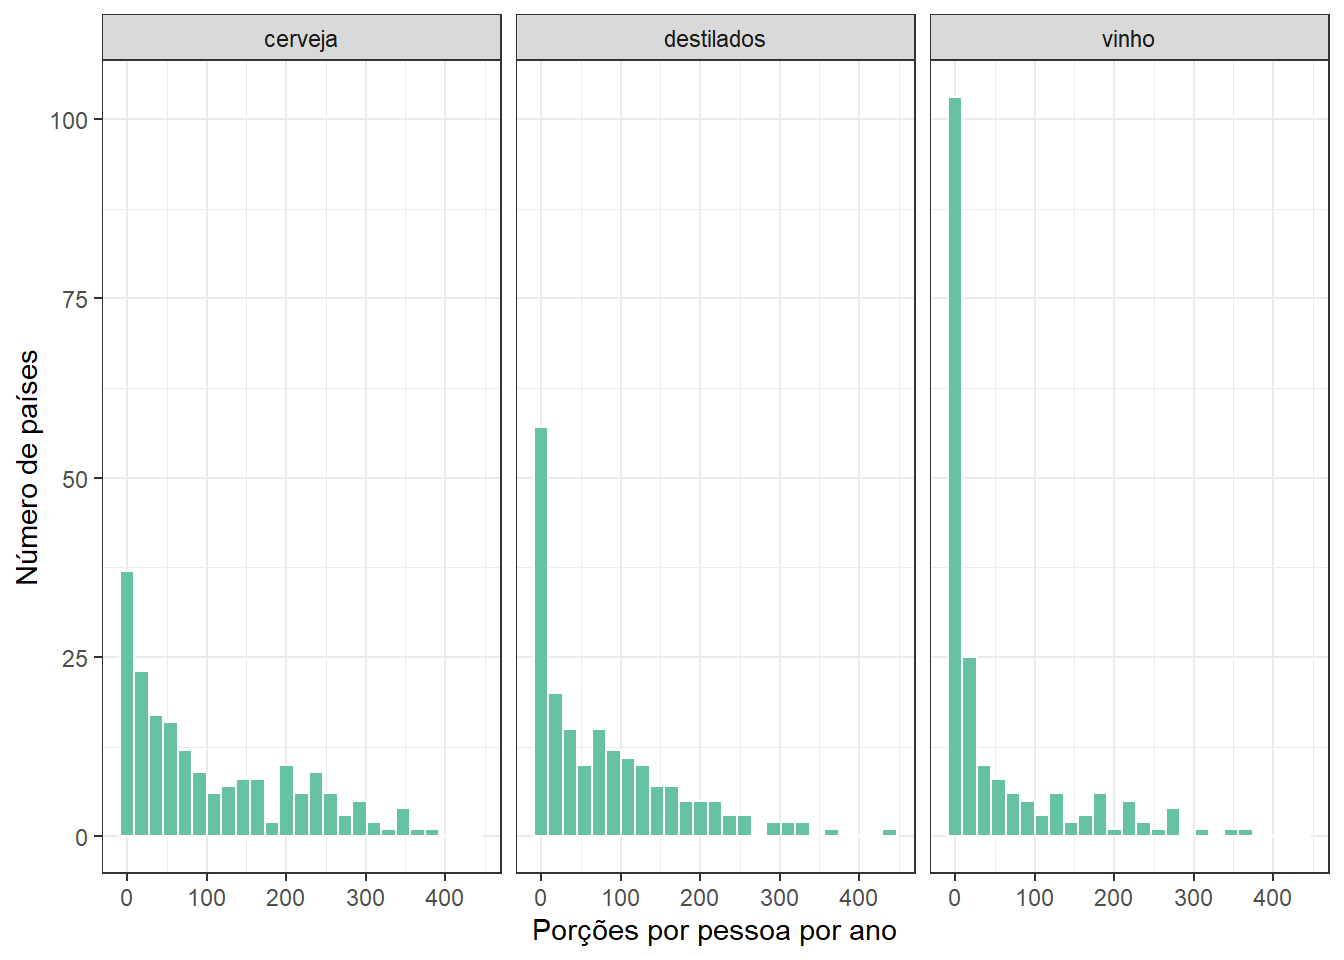 cerveja destilados vinho
100
75
50
25
0
Número de países
0 100 200 300 400 0 100 200 300 400 0 100 200 300 400
Porções por pessoa por ano